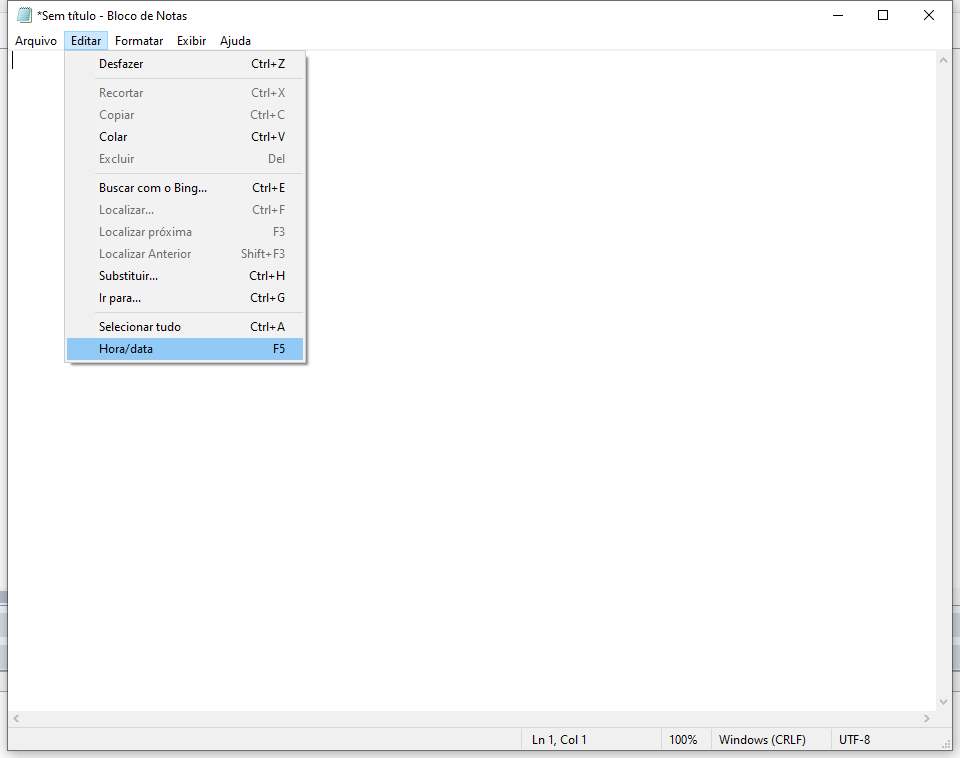 *Sem título - Bloco de Notas
Arquivo Editar Formatar Exibir Ajuda
Desfazer Ctrl+Z
Recortar Ctrl+X
Copiar Ctrl+C
Colar Ctrl+V
Excluir Del
Buscar com o Bing... Ctrl+E
Localizar... Ctrl+F
Localizar próxima F3
Localizar Anterior Shift+F3
Substituir... Ctrl+H
Ir para... Ctrl+G
Selecionar tudo Ctrl+A
Hora/data F5
Ln 1, Col 1 100% Windows (CRLF) UTF-8